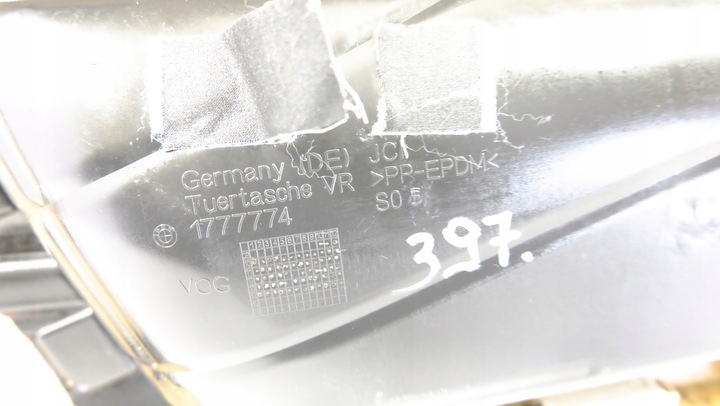 Germany (DE) JCI
Tuertasche VR >PR-EPDM<
1777774 S0 5
VOG
397.